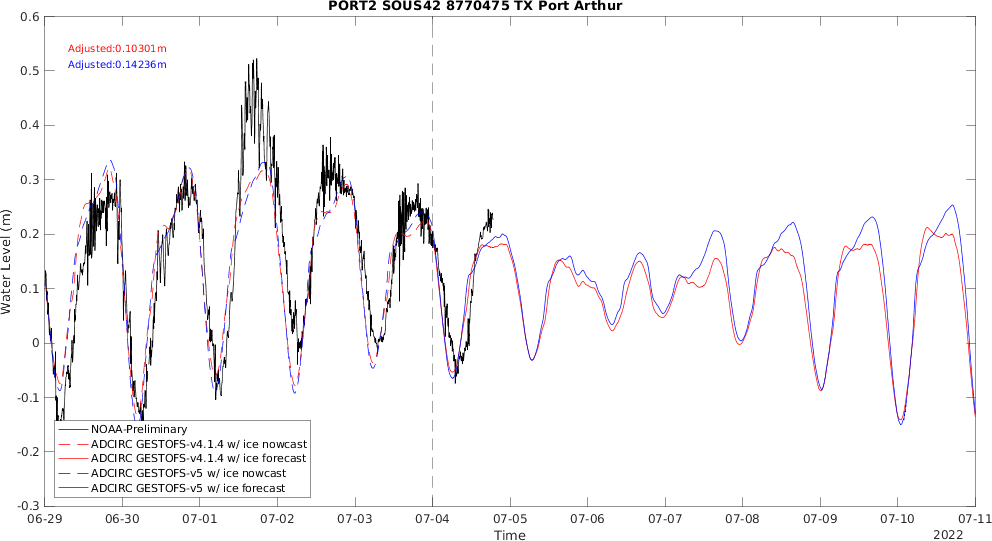 PORT2 SOUS42 8770475 TX Port Arthur
Adjusted:0.10301m
Adjusted:0.14236m
Water Level (m)
0.6
0.5
0.4
0.3
0.2
0.1
0
-0.1
-0.2
-0.3
NOAA-Preliminary
ADCIRC GESTOFS-v4.1.4 w/ ice nowcast
ADCIRC GESTOFS-v4.1.4 w/ ice forecast
ADCIRC GESTOFS-v5 w/ ice nowcast
ADCIRC GESTOFS-v5 w/ ice forecast
06-29 06-30 07-01 07-02 07-03 07-04 07-05 07-06 07-07 07-08 07-09 07-10 07-11
Time
2022